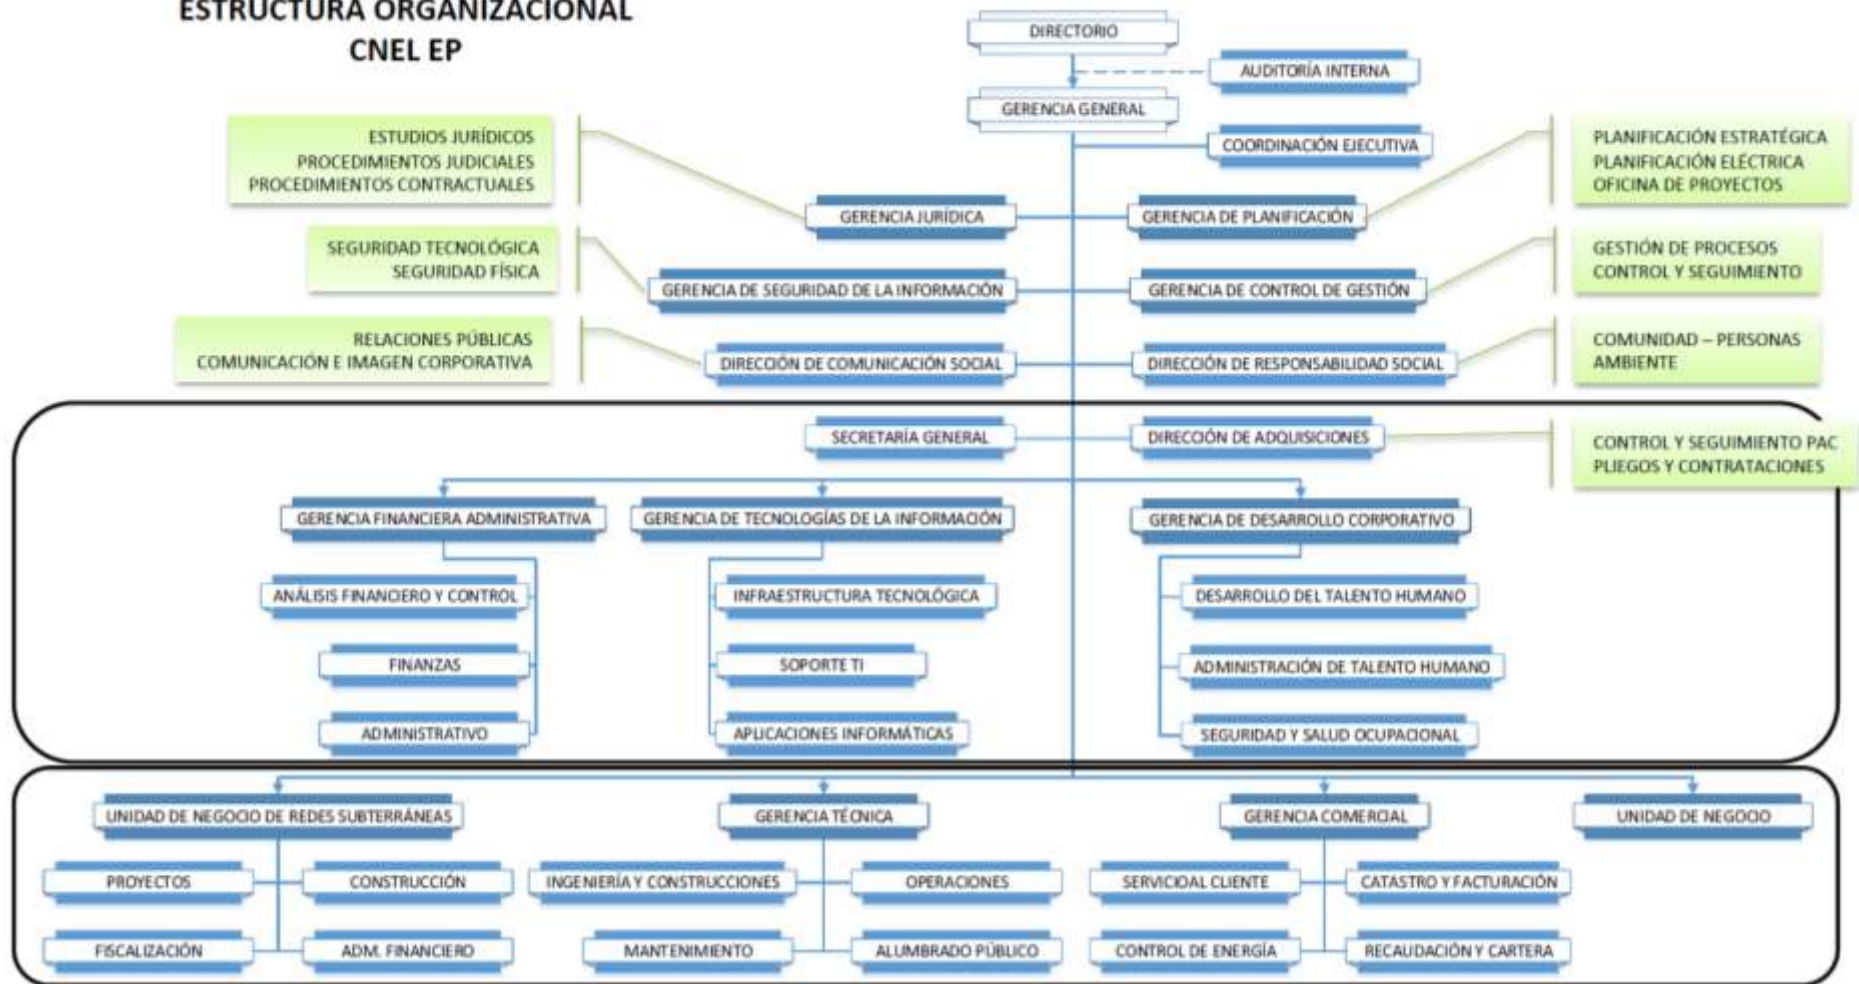 ESTRUCTURA ORGANIZACIONAL
CNEL EP
DIRECTORIO
AUDITORÍA INTERNA
GERENCIA GENERAL
COORDINACIÓN EJECUTIVA
ESTUDIOS JURÍDICOS
PROCEDIMIENTOS JUDICIALES
PROCEDIMIENTOS CONTRACTUALES
PLANIFICACIÓN ESTRATÉGICA
PLANIFICACIÓN ELÉCTRICA
OFICINA DE PROYECTOS
GERENCIA JURÍDICA
GERENCIA DE PLANIFICACIÓN
SEGURIDAD TECNOLÓGICA
SEGURIDAD FÍSICA
GESTIÓN DE PROCESOS
CONTROL Y SEGUIMIENTO
GERENCIA DE SEGURIDAD DE LA INFORMACIÓN
GERENCIA DE CONTROL DE GESTIÓN
RELACIONES PÚBLICAS
COMUNICACIÓN E IMAGEN CORPORATIVA
COMUNIDAD – PERSONAS
AMBIENTE
DIRECCIÓN DE COMUNICACIÓN SOCIAL
DIRECCIÓN DE RESPONSABILIDAD SOCIAL
SECRETARÍA GENERAL
DIRECCIÓN DE ADQUISICIONES
CONTROL Y SEGUIMIENTO PAC
PLIEGOS Y CONTRATACIONES
GERENCIA FINANCIERA ADMINISTRATIVA
GERENCIA DE TECNOLOGÍAS DE LA INFORMACIÓN
GERENCIA DE DESARROLLO CORPORATIVO
ANÁLISIS FINANCIERO Y CONTROL
INFRAESTRUCTURA TECNOLÓGICA
DESARROLLO DEL TALENTO HUMANO
FINANZAS
SOPORTE TI
ADMINISTRACIÓN DE TALENTO HUMANO
ADMINISTRATIVO
APLICACIONES INFORMÁTICAS
SEGURIDAD Y SALUD OCUPACIONAL
UNIDAD DE NEGOCIO DE REDES SUBTERRÁNEAS
GERENCIA TÉCNICA
GERENCIA COMERCIAL
UNIDAD DE NEGOCIO
PROYECTOS
CONSTRUCCIÓN
INGENIERÍA Y CONSTRUCCIONES
OPERACIONES
SERVICIOAL CLIENTE
CATASTRO Y FACTURACIÓN
FISCALIZACIÓN
ADM. FINANCIERO
MANTENIMIENTO
ALUMBRADO PÚBLICO
CONTROL DE ENERGÍA
RECAUDACIÓN Y CARTERA